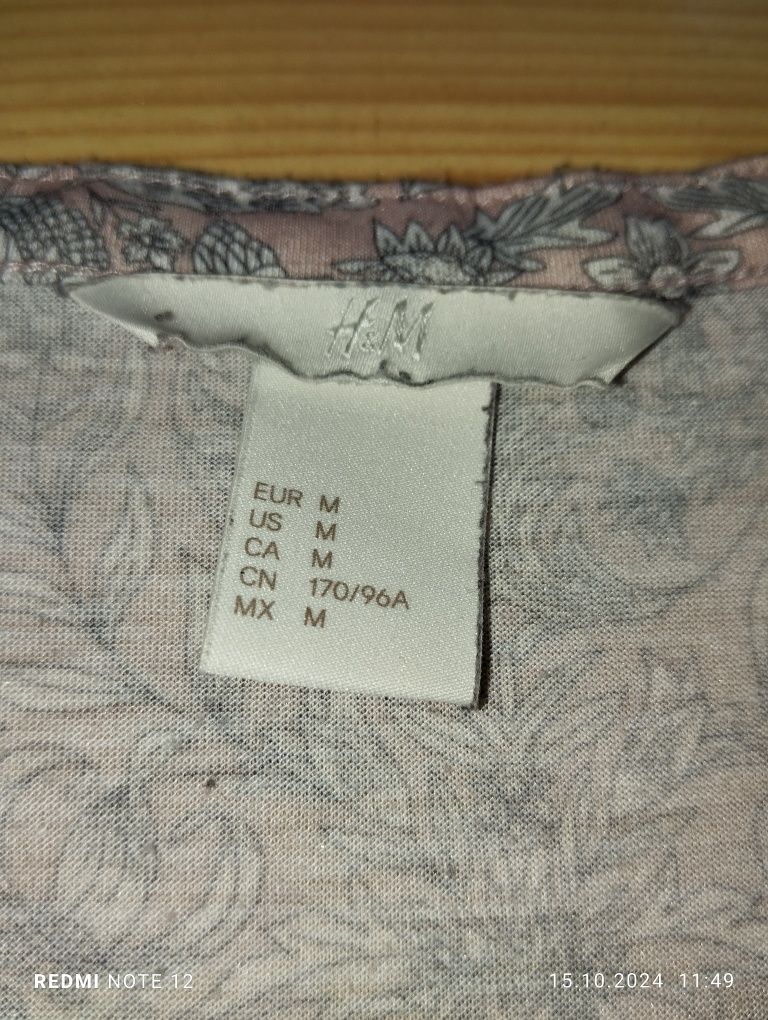 H&M
EUR M
US M
CA M
CN 170/96A
MX M
REDMI NOTE 12
15.10.2024 11:49